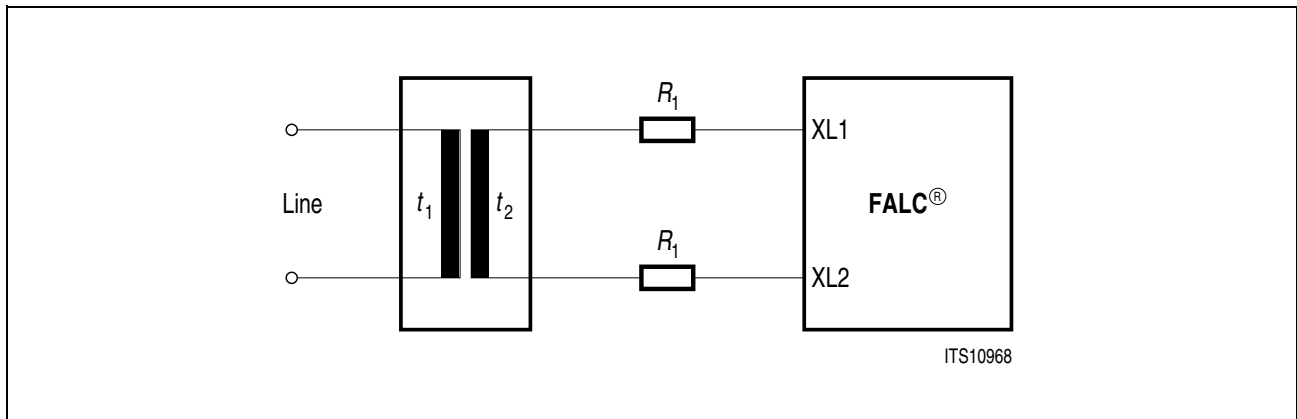 R1
XL1
Line
t1
t2
FALC®
R1
XL2
ITS10968